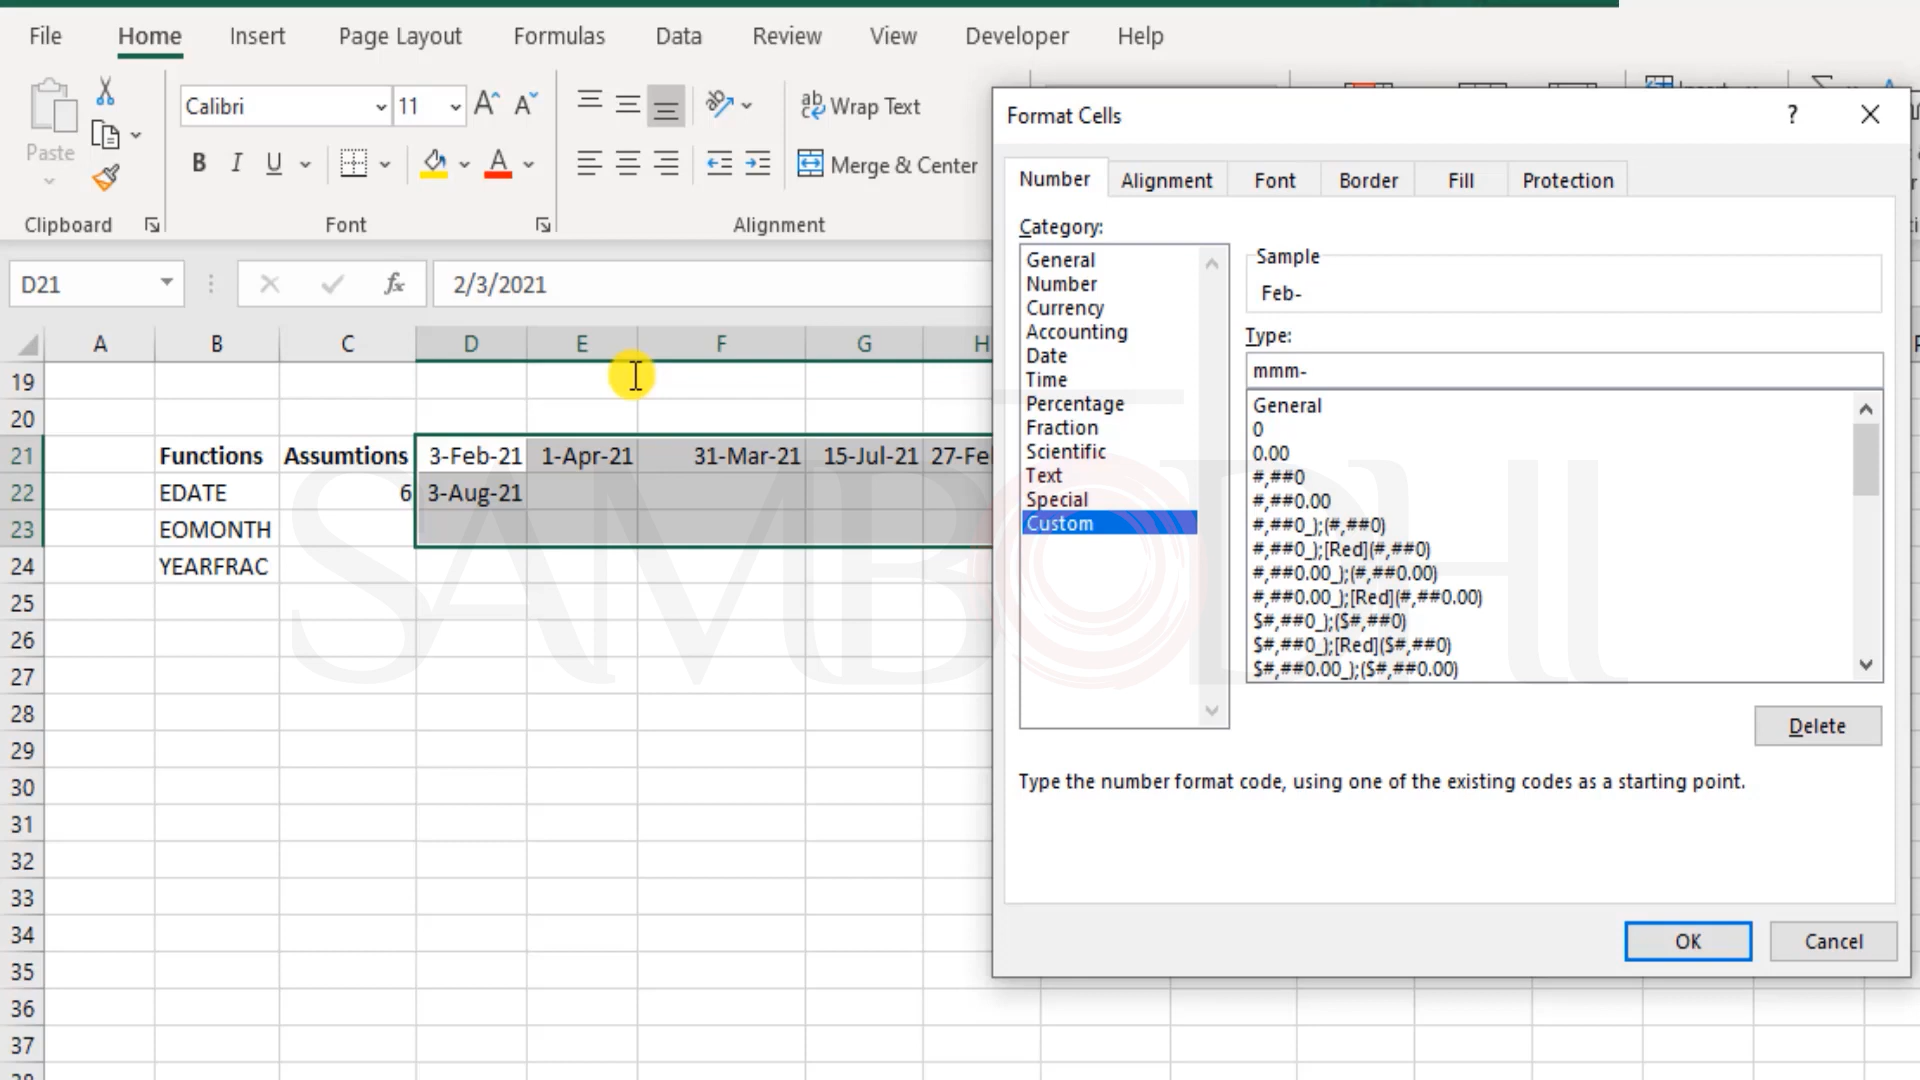 File Home Insert Page Layout Formulas Data Review View Developer Help
Calibri 11
Wrap Text
Paste
Merge & Center
Clipboard Font Alignment
D21 fx 2/3/2021
A B C D E F G H
19
20
21 Functions Assumtions 3-Feb-21 1-Apr-21 31-Mar-21 15-Jul-21 27-Fe
22 EDATE 6 3-Aug-21
23 EOMONTH
24 YEARFRAC
25
26
27
28
29
30
31
32
33
34
35
36
37
SAMBODHI
Format Cells
Number Alignment Font Border Fill Protection
Category:
General
Number
Currency
Accounting
Date
Time
Percentage
Fraction
Scientific
Text
Special
Custom
Sample
Feb-
Type:
mmm-
General
0
0.00
#,##0
#,##0.00
#,##0_);(#,##0)
#,##0_);[Red](#,##0)
#,##0.00_);(#,##0.00)
#,##0.00_);[Red](#,##0.00)
$#,##0_);($#,##0)
$#,##0_);[Red]($#,##0)
$#,##0.00_);($#,##0.00)
Delete
Type the number format code, using one of the existing codes as a starting point.
OK Cancel